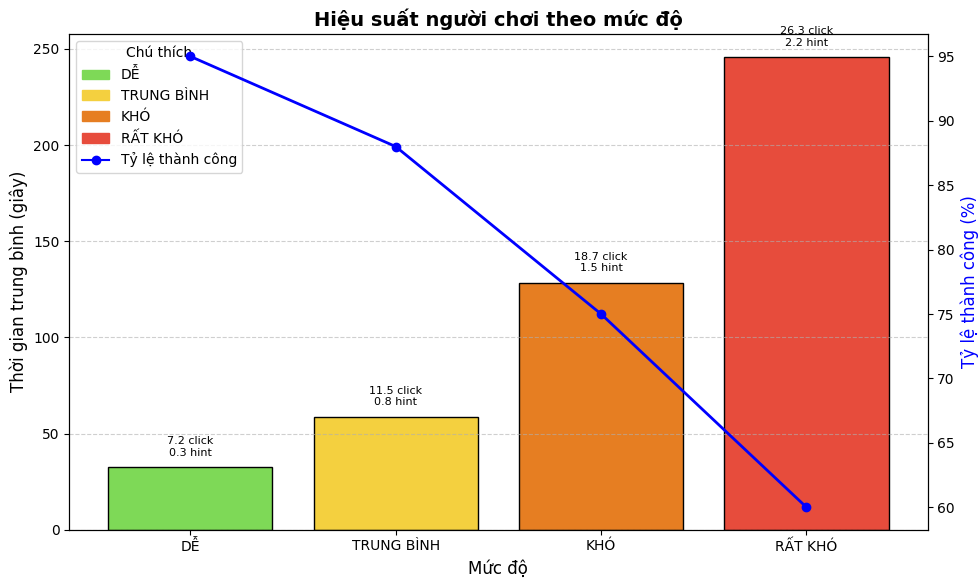 Hiệu suất người chơi theo mức độ
Thời gian trung bình (giây)
250
200
150
100
50
0
Chú thích
DỄ
TRUNG BÌNH
KHÓ
RẤT KHÓ
Tỷ lệ thành công
7.2 click
0.3 hint
11.5 click
0.8 hint
18.7 click
1.5 hint
26.3 click
2.2 hint
95
90
85
80
75
70
65
60
Tỷ lệ thành công (%)
DỄ
TRUNG BÌNH
KHÓ
RẤT KHÓ
Mức độ